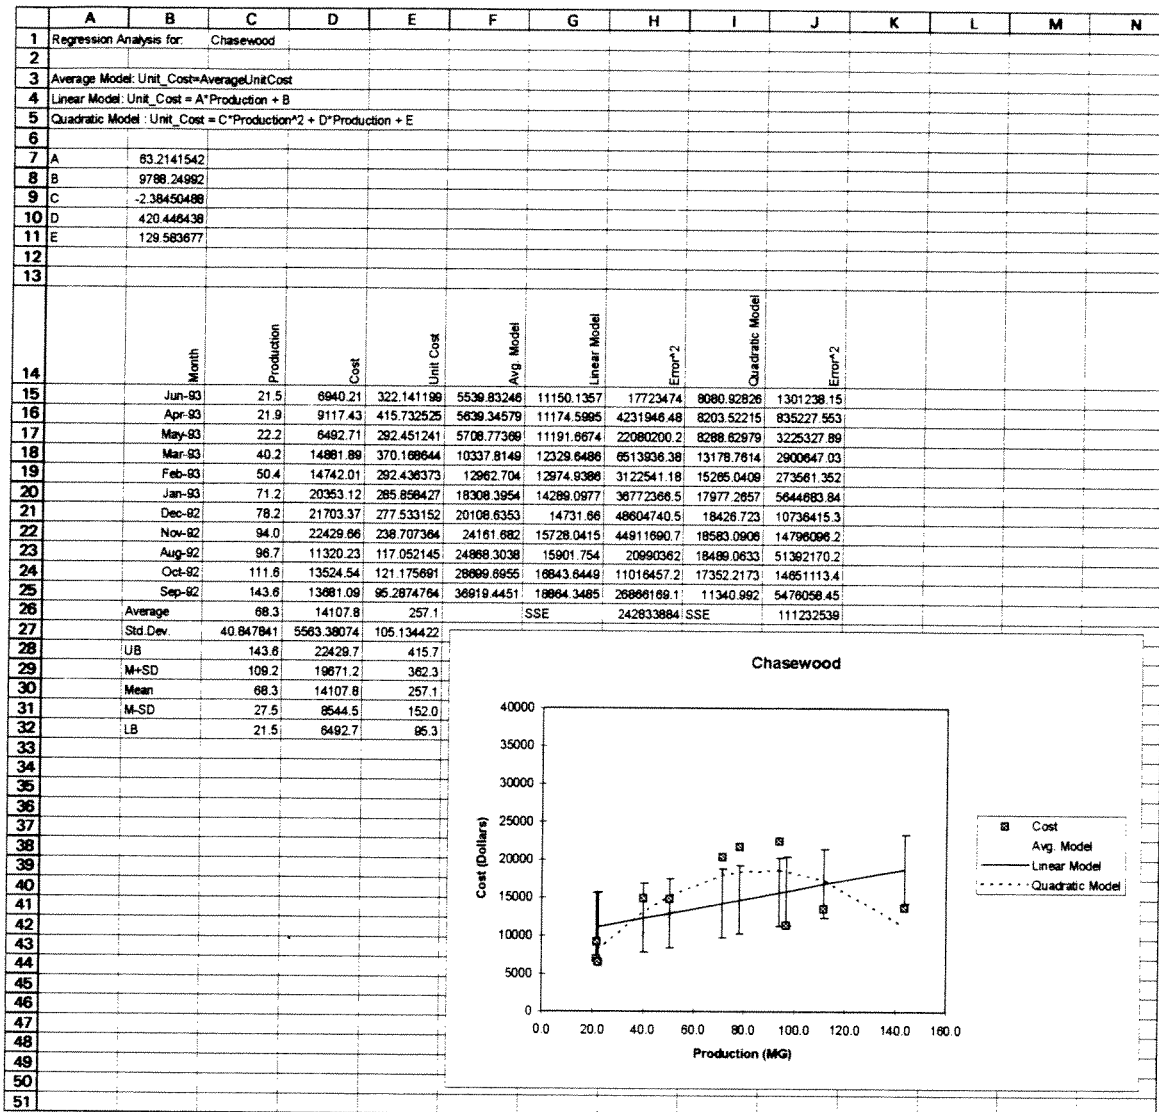 A B C D E F G H I J K L M N
1 Regression Analysis for: Chasewood
2
3 Average Model: Unit_Cost=AverageUnitCost
4 Linear Model: Unit_Cost = A*Production + B
5 Quadratic Model : Unit_Cost = C*Production^2 + D*Production + E
6
7 A 63.2141542
8 B 9788.24992
9 C -2.38450488
10 D 420.446438
11 E 129.583677
12
13
14 Month Production Cost Unit Cost Avg. Model Linear Model Error^2 Quadratic Model Error^2
15 Jun-93 21.5 6940.21 322.141199 5539.83246 11150.1357 17723474 8080.92826 1301238.15
16 Apr-93 21.9 9117.43 415.732525 5639.34579 11174.5995 4231946.48 8203.52215 835227.553
17 May-93 22.2 6492.71 292.451241 5708.77369 11191.6674 22080200.2 8288.62979 3225327.89
18 Mar-93 40.2 14881.89 370.168644 10337.8149 12329.6486 6513936.38 13178.7614 2900647.03
19 Feb-93 50.4 14742.01 292.436373 12962.704 12974.9386 3122541.18 15265.0409 273561.352
20 Jan-93 71.2 20353.12 285.858427 18308.3954 14289.0977 36772366.5 17977.2657 5644683.84
21 Dec-92 78.2 21703.37 277.533152 20108.6353 14731.66 48604740.5 18426.723 10736415.3
22 Nov-92 94.0 22429.66 238.707364 24161.682 15728.0415 44911690.7 18583.0906 14796096.2
23 Aug-92 96.7 11320.23 117.052145 24868.3038 15901.754 20990362 18489.0633 51392170.2
24 Oct-92 111.6 13524.54 121.175691 28699.6955 16843.6449 11016457.2 17352.2173 14651113.4
25 Sep-92 143.6 13681.09 95.2874764 36919.4451 18864.3485 26866169.1 11340.992 5476058.45
26 Average 68.3 14107.8 257.1 SSE 242833884 SSE 111232539
27 Std.Dev. 40.847841 5563.38074 105.134422
28 UB 143.6 22429.7 415.7
29 M+SD 109.2 19671.2 362.3
30 Mean 68.3 14107.8 257.1
31 M-SD 27.5 8544.5 152.0
32 LB 21.5 6492.7 95.3
33
34
35
36
37
38
39
40
41
42
43
44
45
46
47
48
49
50
51
Chasewood
40000
35000
30000
25000
20000
15000
10000
5000
0
Cost (Dollars)
0.0 20.0 40.0 60.0 80.0 100.0 120.0 140.0 160.0
Production (MG)
Cost
Avg. Model
Linear Model
Quadratic Model